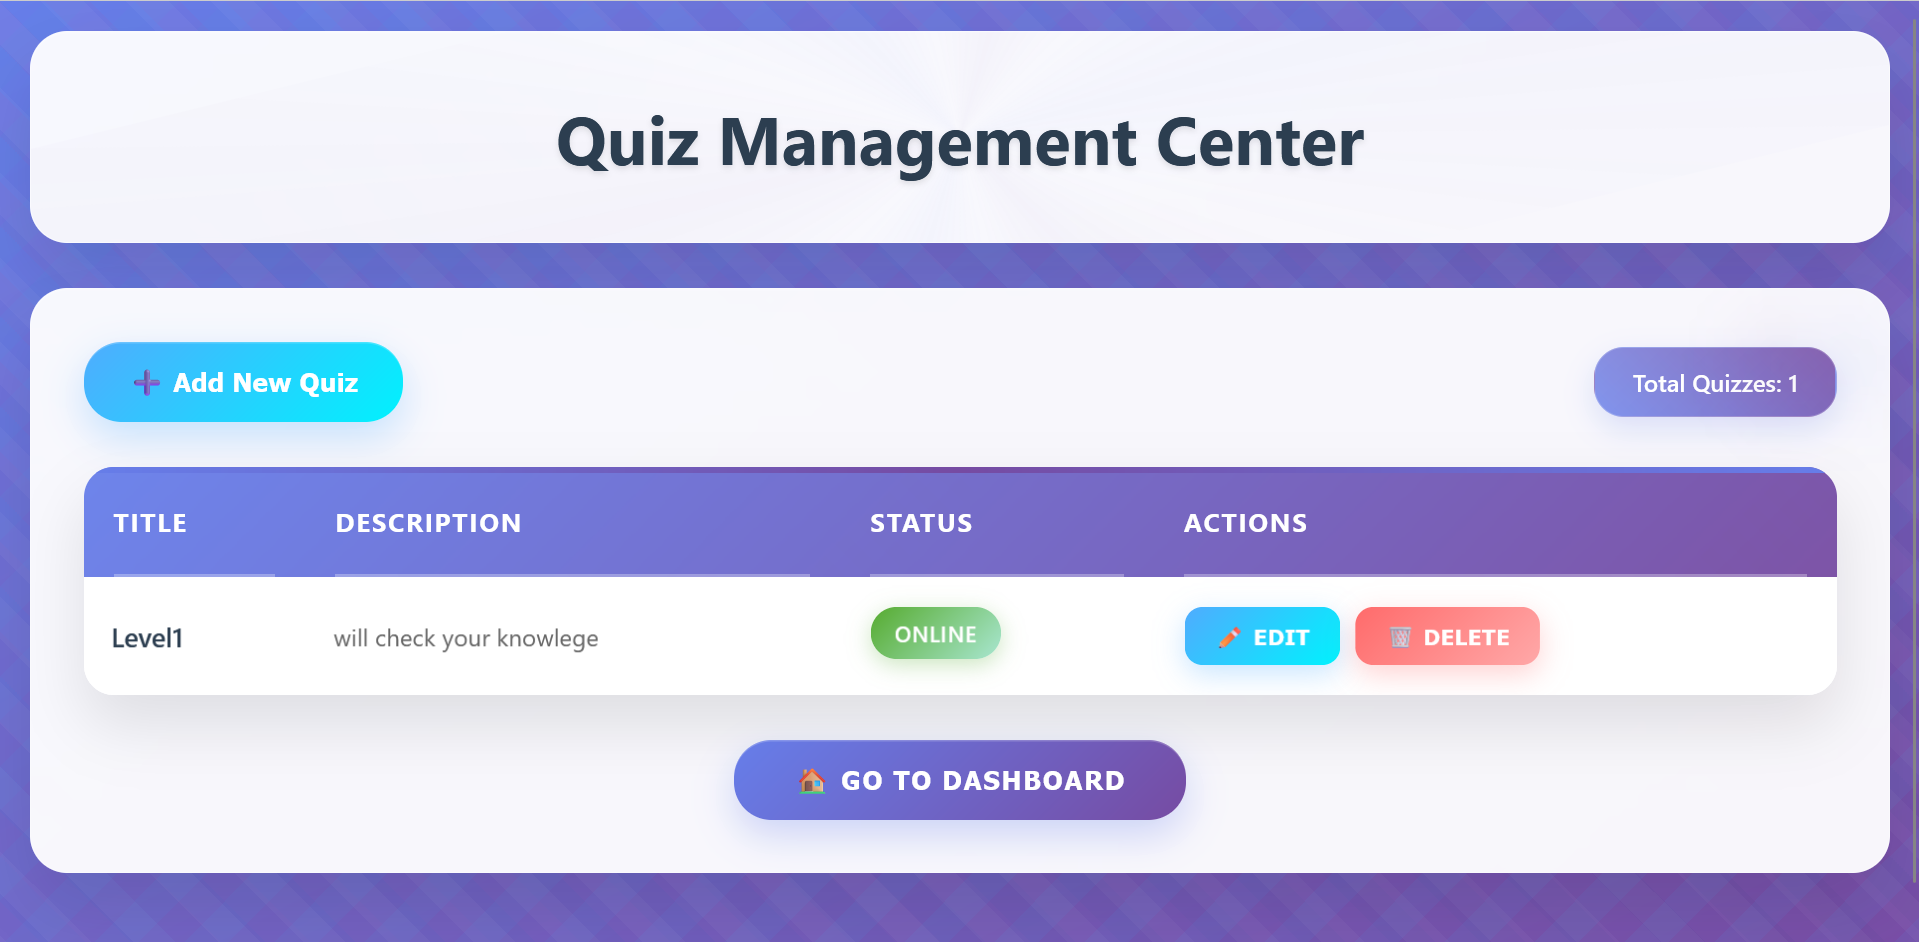 Quiz Management Center
Add New Quiz
Total Quizzes: 1
TITLE DESCRIPTION STATUS ACTIONS
Level1 will check your knowlege ONLINE EDIT DELETE
GO TO DASHBOARD